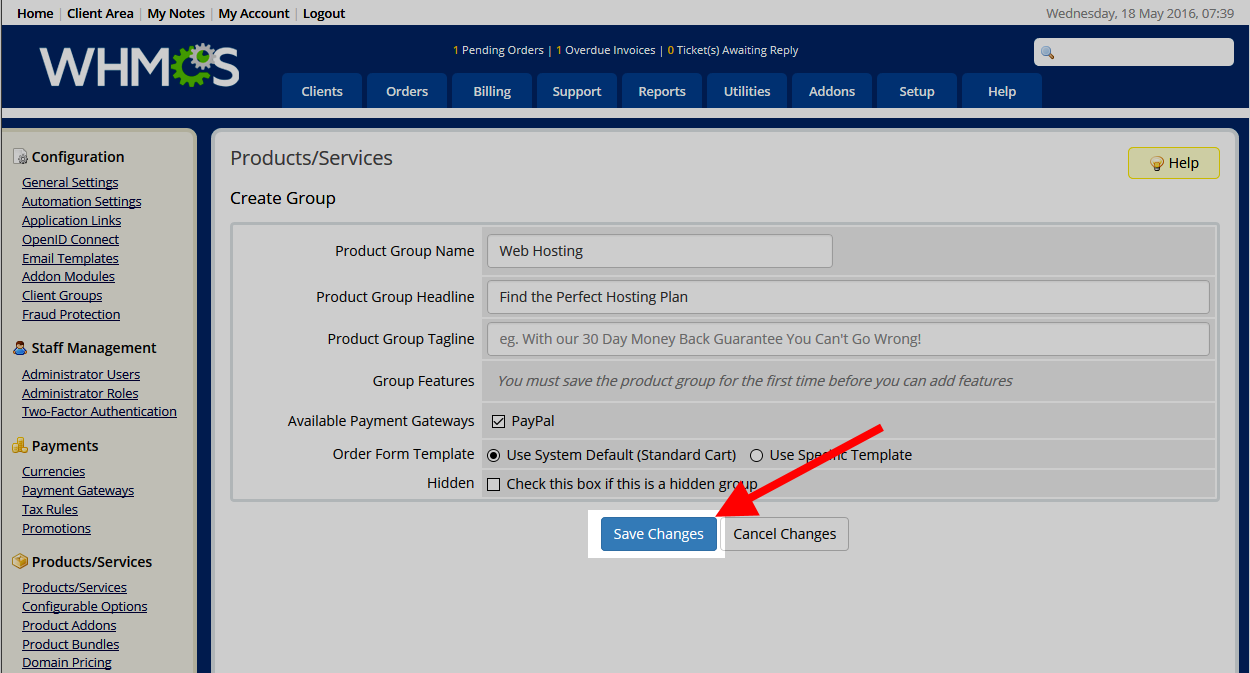 Home | Client Area | My Notes | My Account | Logout
Wednesday, 18 May 2016, 07:39
WHMCS
1 Pending Orders | 1 Overdue Invoices | 0 Ticket(s) Awaiting Reply
Clients Orders Billing Support Reports Utilities Addons Setup Help
Configuration
General Settings
Automation Settings
Application Links
OpenID Connect
Email Templates
Addon Modules
Client Groups
Fraud Protection
Staff Management
Administrator Users
Administrator Roles
Two-Factor Authentication
Payments
Currencies
Payment Gateways
Tax Rules
Promotions
Products/Services
Products/Services
Configurable Options
Product Addons
Product Bundles
Domain Pricing
Products/Services
Help
Create Group
Product Group Name Web Hosting
Product Group Headline Find the Perfect Hosting Plan
Product Group Tagline eg. With our 30 Day Money Back Guarantee You Can't Go Wrong!
Group Features You must save the product group for the first time before you can add features
Available Payment Gateways PayPal
Order Form Template Use System Default (Standard Cart) Use Specific Template
Hidden Check this box if this is a hidden group
Save Changes Cancel Changes